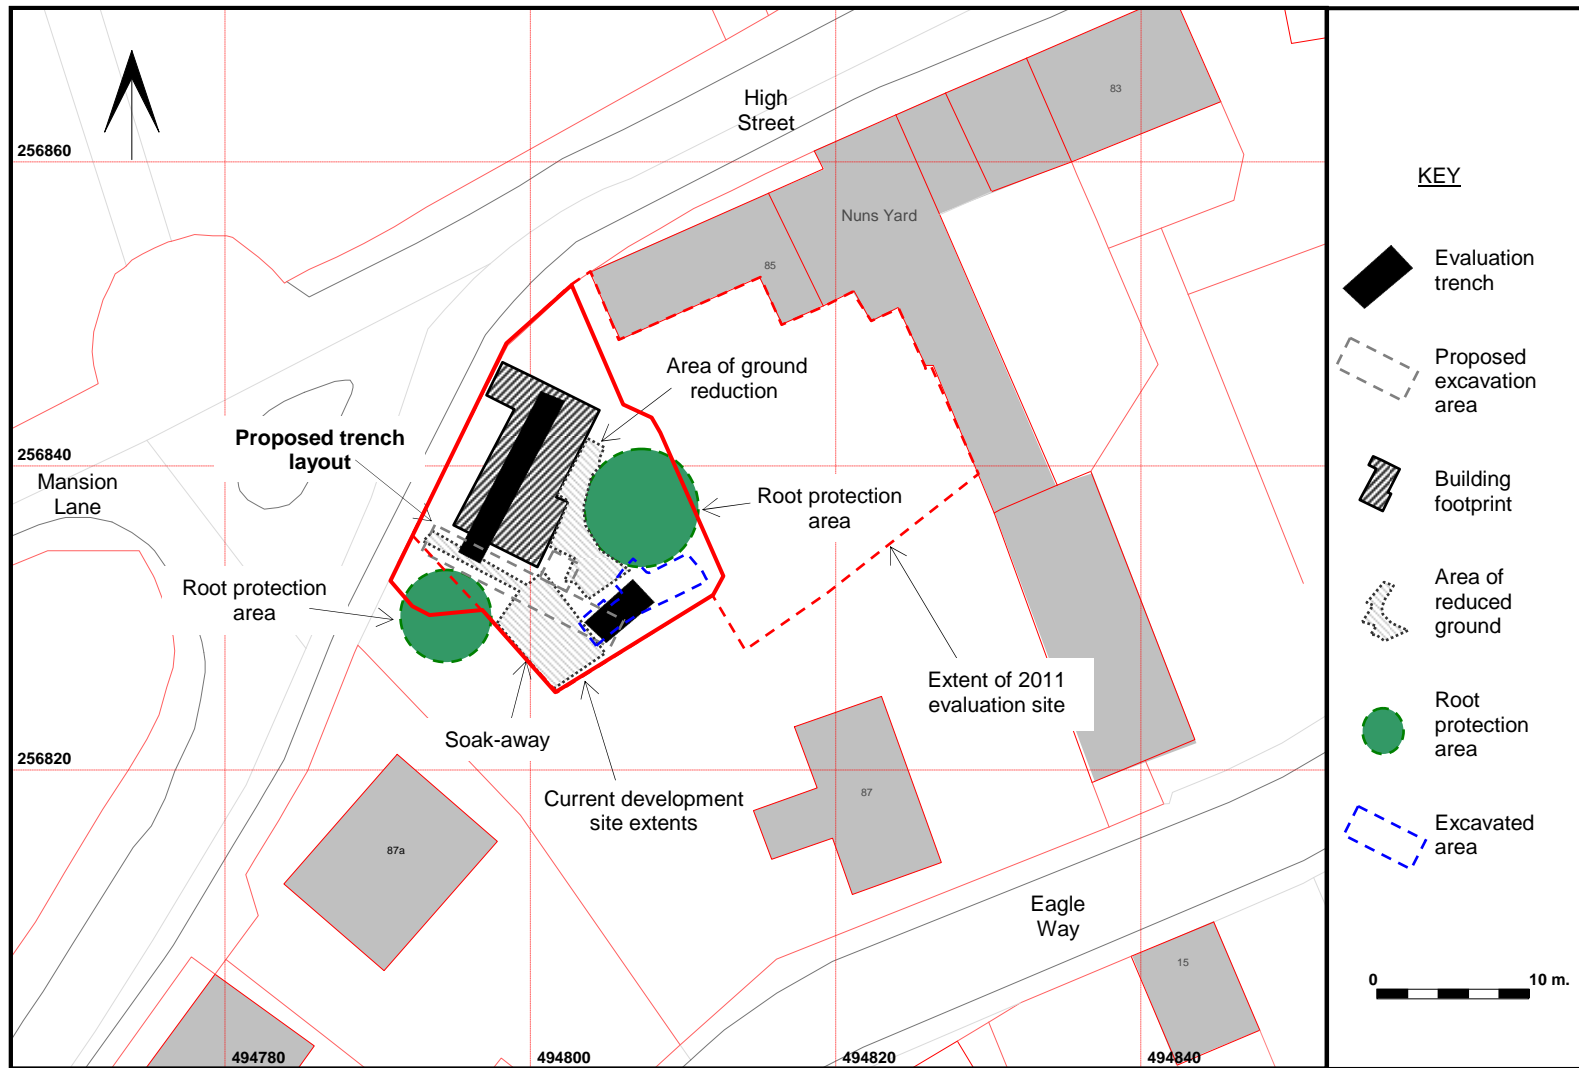 High
Street
83
256860
KEY
Nuns Yard
85
Evaluation
trench
Proposed
excavation
area
Area of ground
reduction
Proposed trench
layout
256840
Mansion
Lane
Root protection
area
Building
footprint
Root protection
area
Area of
reduced
ground
Extent of 2011
evaluation site
Soak-away
Root
protection
area
256820
Current development
site extents
87
87a
Excavated
area
Eagle
Way
15
0
10 m.
494780
494800
494820
494840